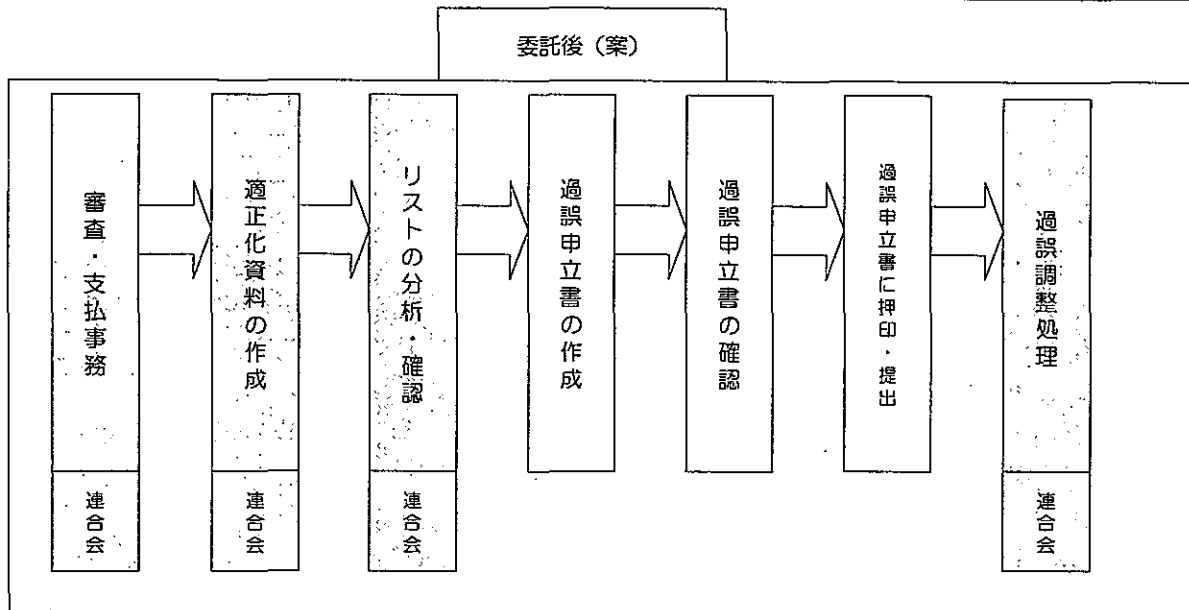 委託後（案）
審査・支払事務
連合会
適正化資料の作成
連合会
リストの分析・確認
連合会
過誤申立書の作成
過誤申立書の確認
過誤申立書に押印・提出
過誤調整処理
連合会